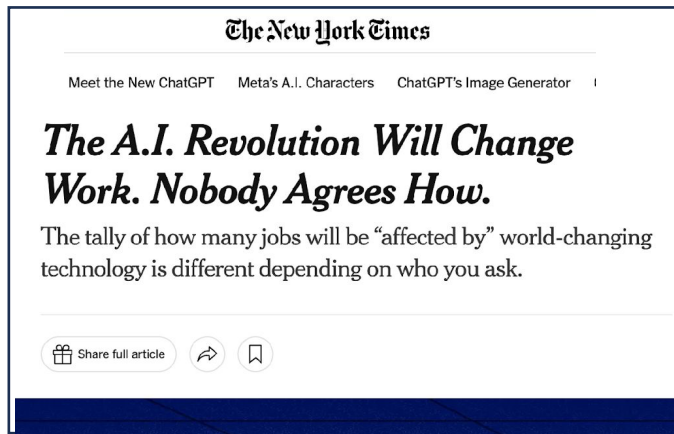 The New York Times
Meet the New ChatGPT Meta's A.I. Characters ChatGPT's Image Generator
The A.I. Revolution Will Change
Work. Nobody Agrees How.
The tally of how many jobs will be “affected by” world-changing
technology is different depending on who you ask.
Share full article